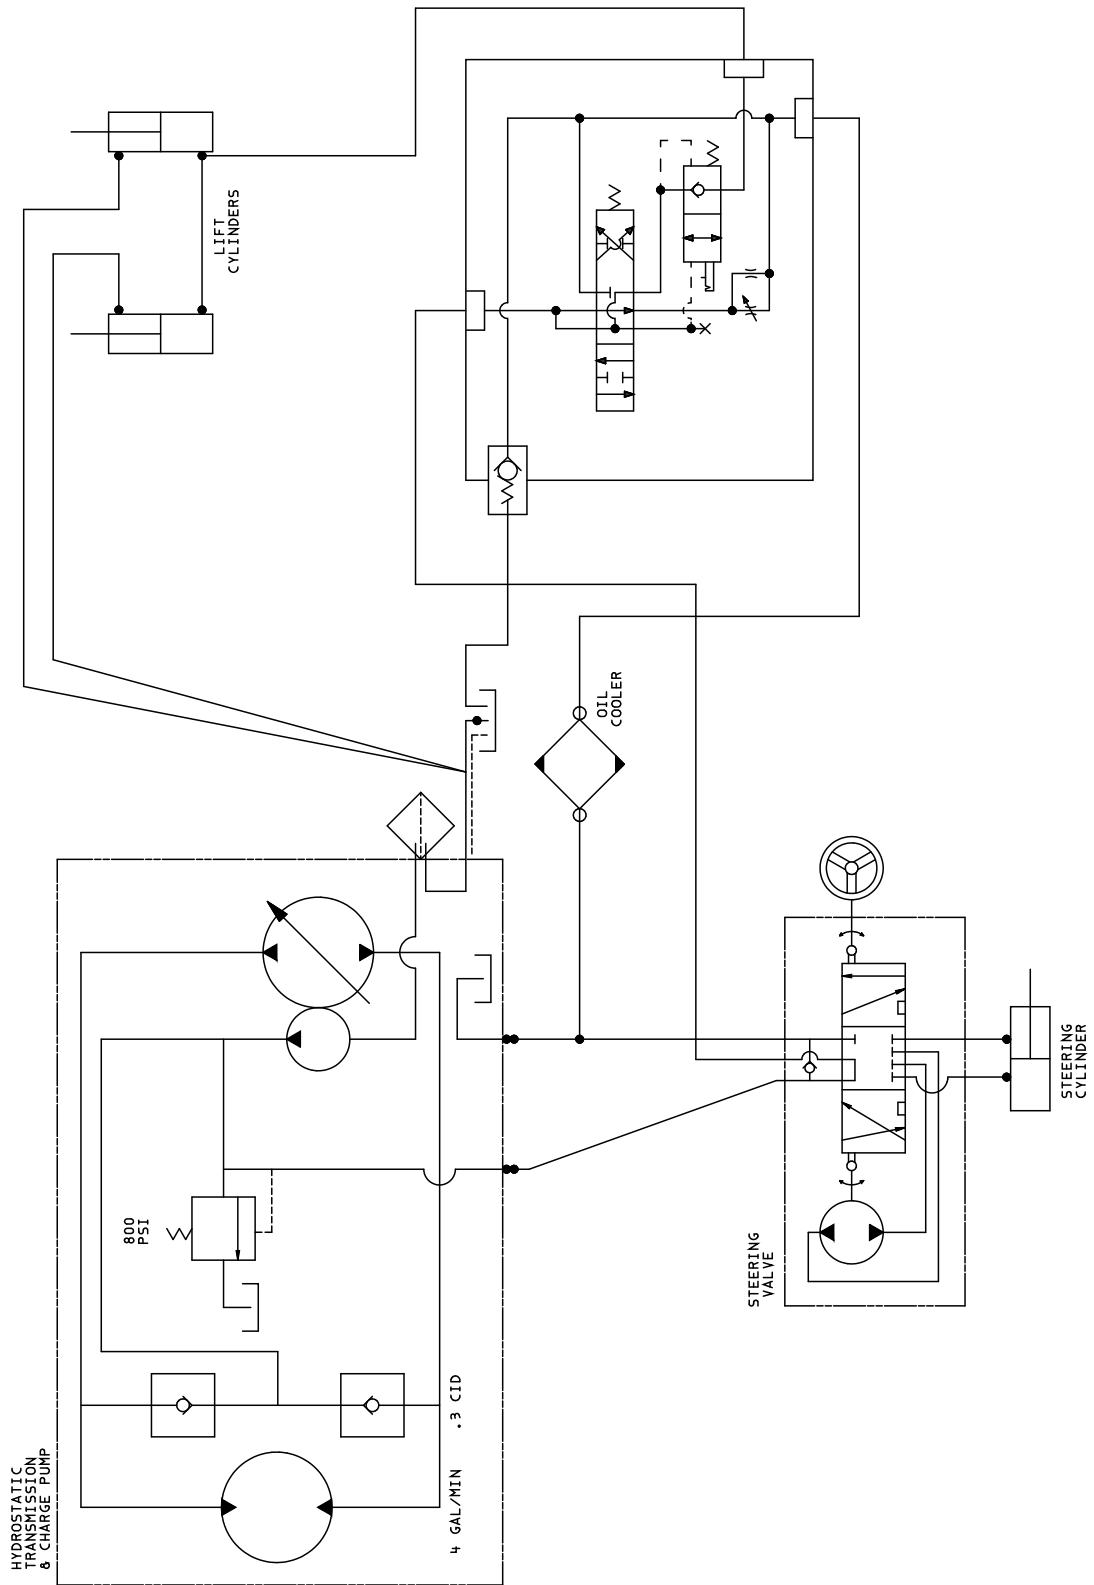 HYDROSTATIC
TRANSMISSION
& CHARGE PUMP
800
PSI
4 GAL/MIN .3 CID
LIFT
CYLINDERS
OIL
COOLER
STEERING
VALVE
STEERING
CYLINDER